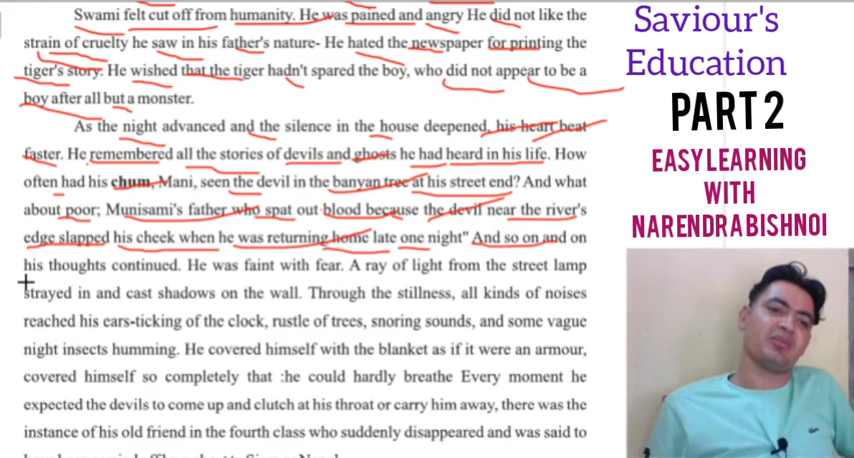 Swami felt cut off from humanity. He was pained and angry He did not like the
strain of cruelty he saw in his father's nature- He hated the newspaper for printing the
tiger's story. He wished that the tiger hadn't spared the boy, who did not appear to be a
boy after all but a monster.
As the night advanced and the silence in the house deepened, his heart beat
faster. He remembered all the stories of devils and ghosts he had heard in his life. How
often had his chum, Mani, seen the devil in the banyan tree at his street end? And what
about poor; Munisami's father who spat out blood because the devil near the river's
edge slapped his cheek when he was returning home late one night" And so on and on
his thoughts continued. He was faint with fear. A ray of light from the street lamp
strayed in and cast shadows on the wall. Through the stillness, all kinds of noises
reached his ears-ticking of the clock, rustle of trees, snoring sounds, and some vague
night insects humming. He covered himself with the blanket as if it were an armour,
covered himself so completely that :he could hardly breathe Every moment he
expected the devils to come up and clutch at his throat or carry him away, there was the
instance of his old friend in the fourth class who suddenly disappeared and was said to
Saviour's
Education
PART 2
EASY LEARNING
WITH
NARENDRA BISHNOI